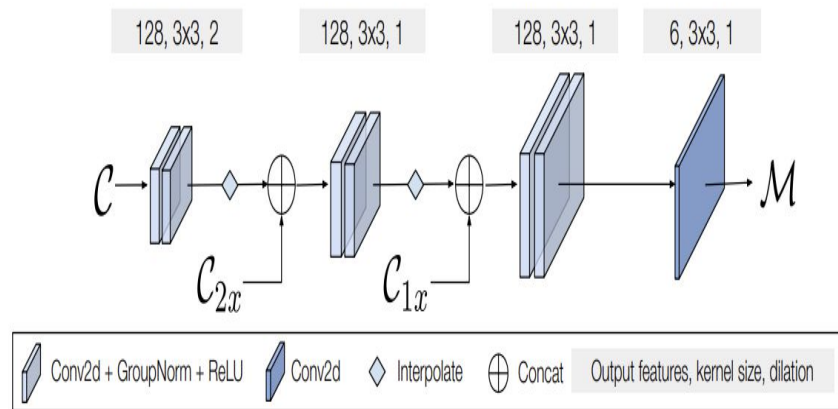 128, 3x3, 2 128, 3x3, 1 128, 3x3, 1 6, 3x3, 1
C M
C2x C1x
Conv2d + GroupNorm + ReLU Conv2d Interpolate Concat Output features, kernel size, dilation